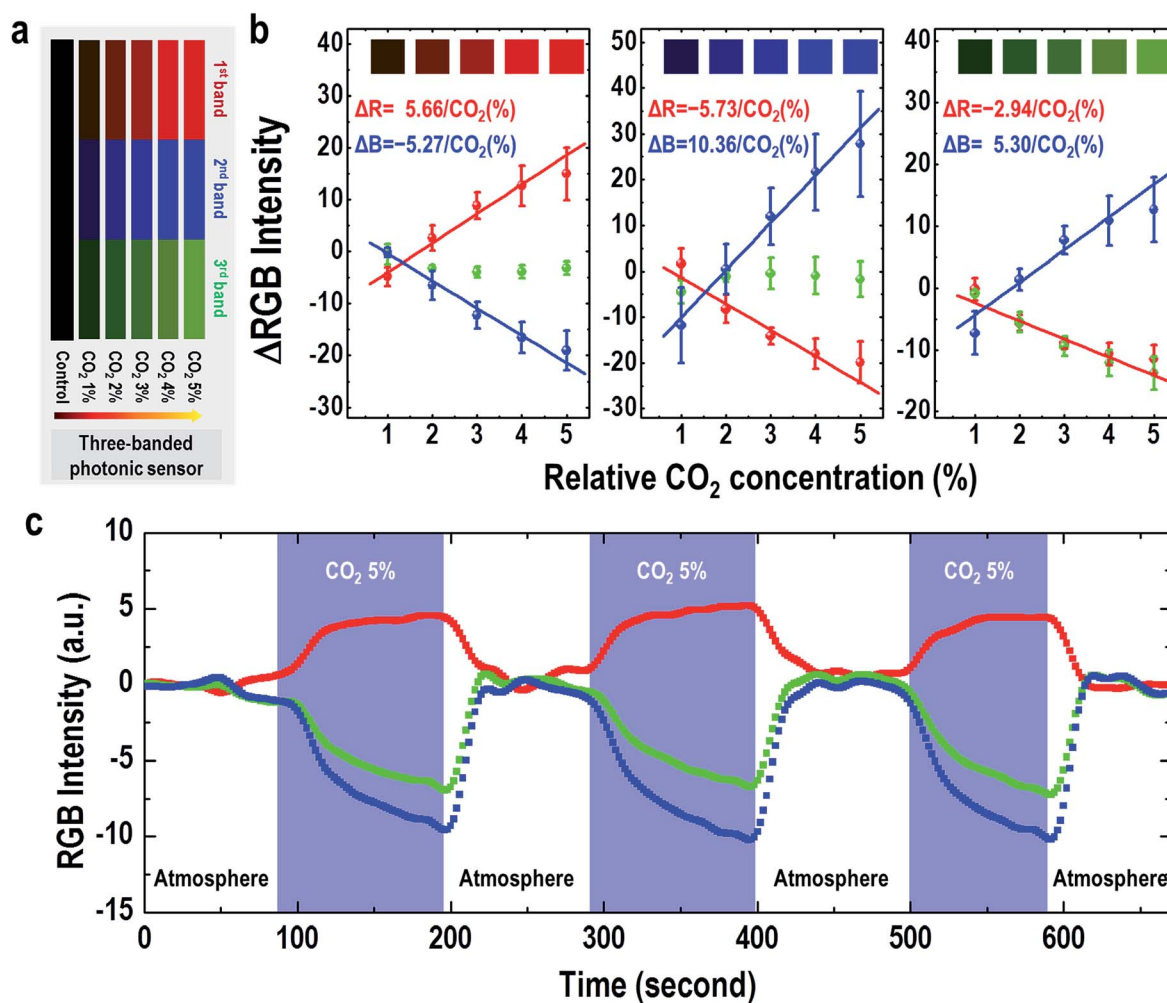 a
1st band
2nd band
3rd band
Control
CO₂ 1%
CO₂ 2%
CO₂ 3%
CO₂ 4%
CO₂ 5%
Three-banded
photonic sensor
b
ΔRGB Intensity
40
30
20
10
0
-10
-20
-30
ΔR= 5.66/CO₂(%)
ΔB=−5.27/CO₂(%)
1 2 3 4 5
50
40
30
20
10
0
-10
-20
-30
ΔR=−5.73/CO₂(%)
ΔB=10.36/CO₂(%)
1 2 3 4 5
40
30
20
10
0
-10
-20
ΔR=−2.94/CO₂(%)
ΔB= 5.30/CO₂(%)
1 2 3 4 5
Relative CO₂ concentration (%)
c
RGB Intensity (a.u.)
10
5
0
-5
-10
-15
CO₂ 5% CO₂ 5% CO₂ 5%
Atmosphere Atmosphere Atmosphere Atmosphere
0 100 200 300 400 500 600
Time (second)